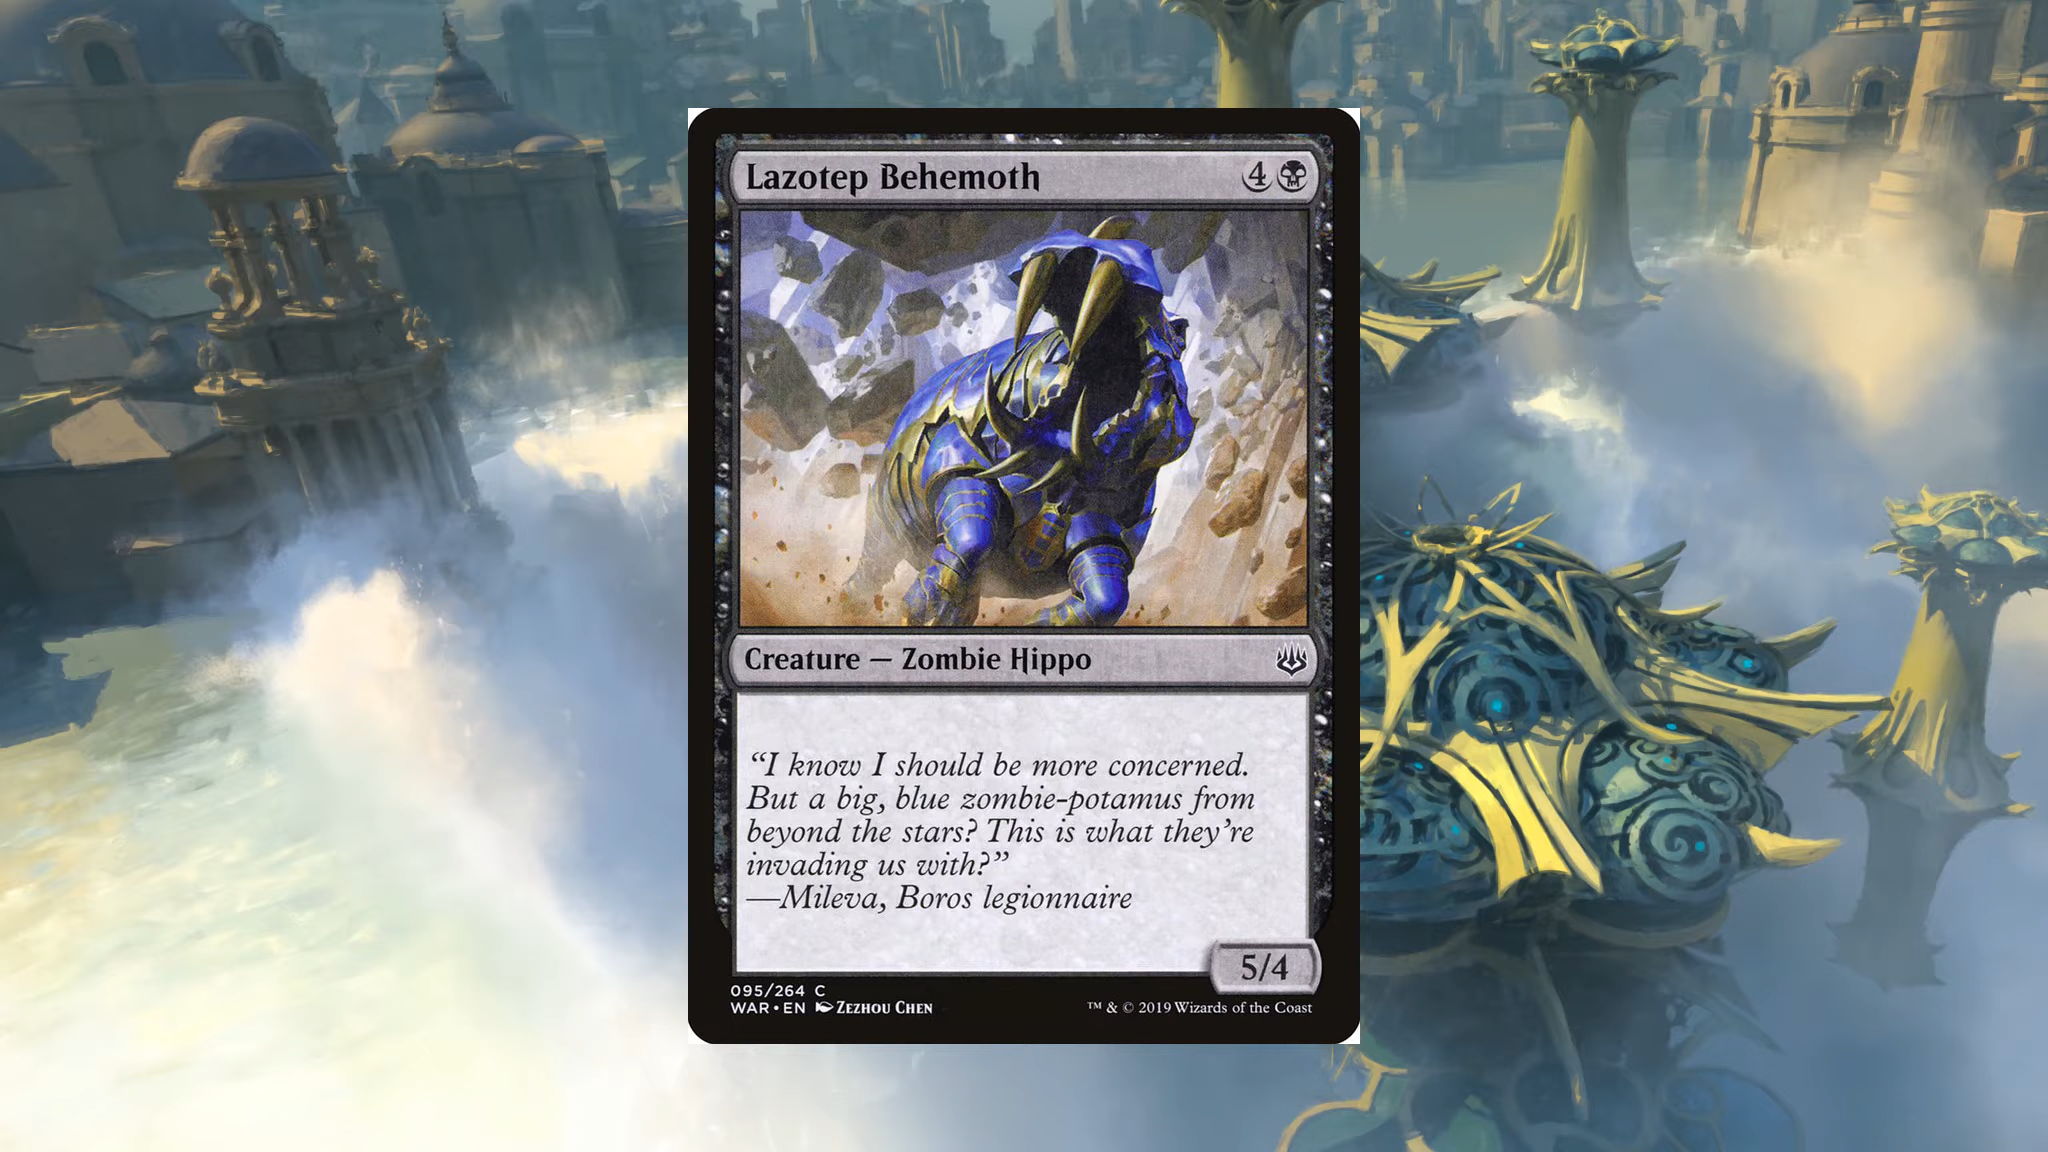 Lazotep Behemoth
4
Creature — Zombie Hippo
“I know I should be more concerned.
But a big, blue zombie-potamus from
beyond the stars? This is what they’re
invading us with?”
—Mileva, Boros legionnaire
5/4
095/264 C
WAR • EN Zezhou Chen
™ & © 2019 Wizards of the Coast